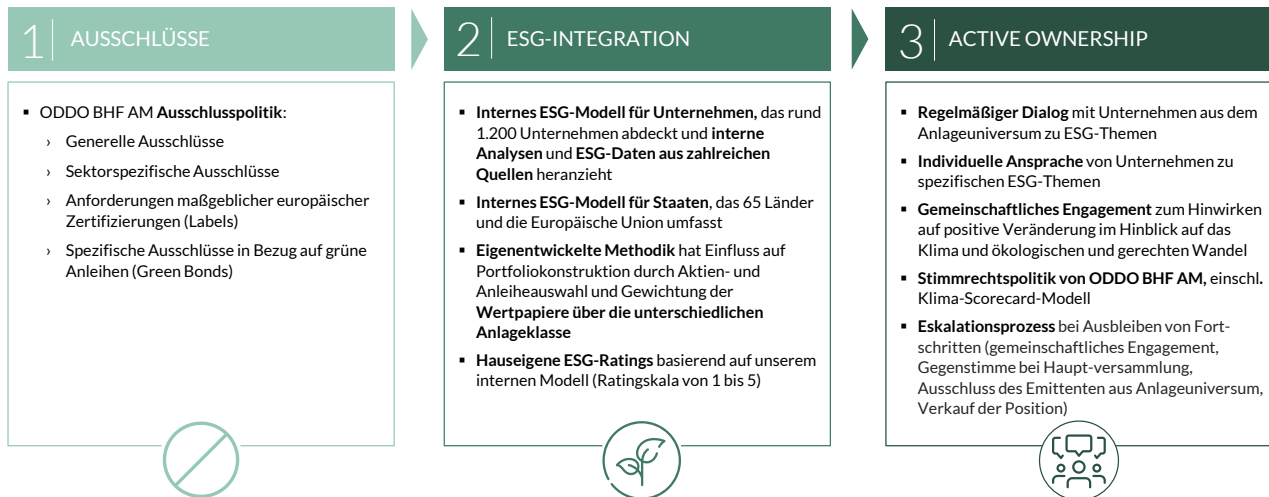 1 AUSSCHLÜSSE
▪ ODDO BHF AM Ausschlusspolitik:
› Generelle Ausschlüsse
› Sektorspezifische Ausschlüsse
› Anforderungen maßgeblicher europäischer
Zertifizierungen (Labels)
› Spezifische Ausschlüsse in Bezug auf grüne
Anleihen (Green Bonds)
2 ESG-INTEGRATION
▪ Internes ESG-Modell für Unternehmen, das rund
1.200 Unternehmen abdeckt und interne
Analysen und ESG-Daten aus zahlreichen
Quellen heranzieht
▪ Internes ESG-Modell für Staaten, das 65 Länder
und die Europäische Union umfasst
▪ Eigenentwickelte Methodik hat Einfluss auf
Portfoliokonstruktion durch Aktien- und
Anleiheauswahl und Gewichtung der
Wertpapiere über die unterschiedlichen
Anlageklasse
▪ Hauseigene ESG-Ratings basierend auf unserem
internen Modell (Ratingskala von 1 bis 5)
3 ACTIVE OWNERSHIP
▪ Regelmäßiger Dialog mit Unternehmen aus dem
Anlageuniversum zu ESG-Themen
▪ Individuelle Ansprache von Unternehmen zu
spezifischen ESG-Themen
▪ Gemeinschaftliches Engagement zum Hinwirken
auf positive Veränderung im Hinblick auf das
Klima und ökologischen und gerechten Wandel
▪ Stimmrechtspolitik von ODDO BHF AM, einschl.
Klima-Scorecard-Modell
▪ Eskalationsprozess bei Ausbleiben von Fort-
schritten (gemeinschaftliches Engagement,
Gegenstimme bei Haupt-versammlung,
Ausschluss des Emittenten aus Anlageuniversum,
Verkauf der Position)